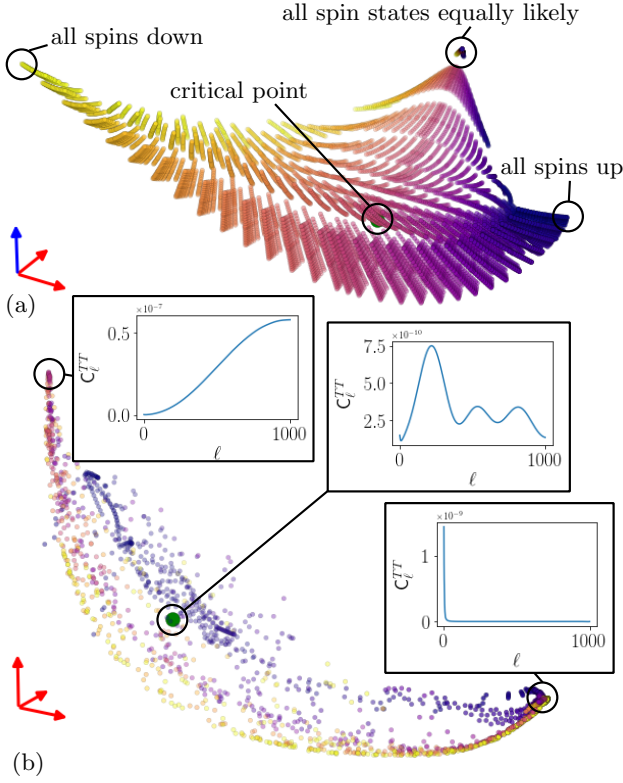 all spin states equally likely
all spins down
critical point
all spins up
(a)
×10⁻⁷
0.5
0.0
C_ℓ^TT
0
1000
ℓ
×10⁻¹⁰
7.5
5.0
2.5
C_ℓ^TT
0
1000
ℓ
×10⁻⁹
1
0
C_ℓ^TT
0
1000
ℓ
(b)